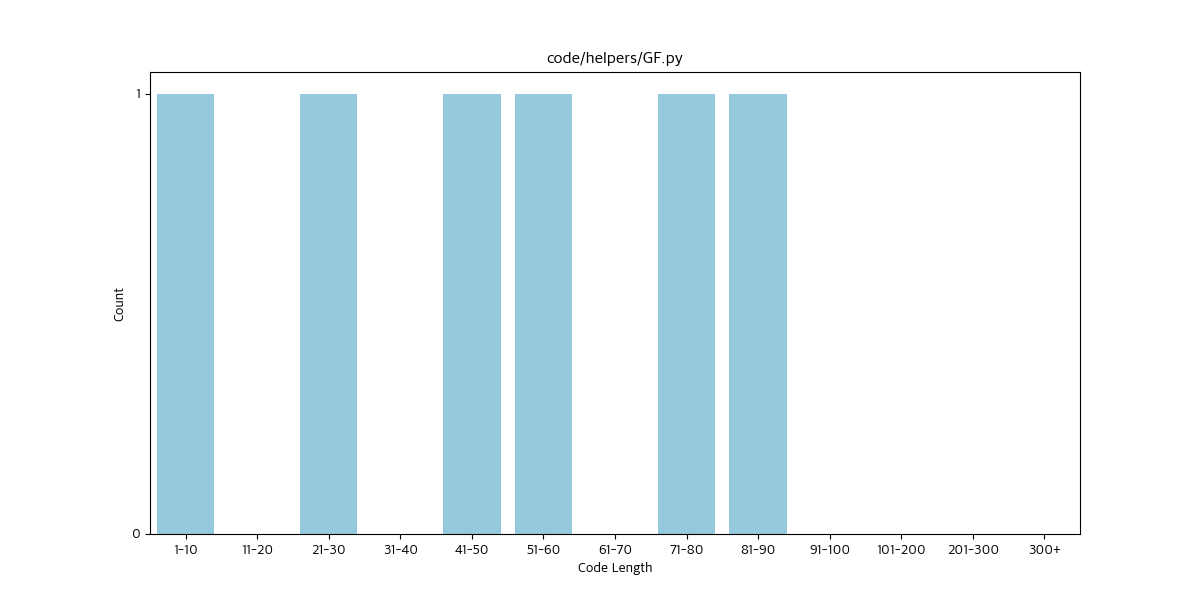 code/helpers/GF.py
1
Count
0
1-10 11-20 21-30 31-40 41-50 51-60 61-70 71-80 81-90 91-100 101-200 201-300 300+
Code Length